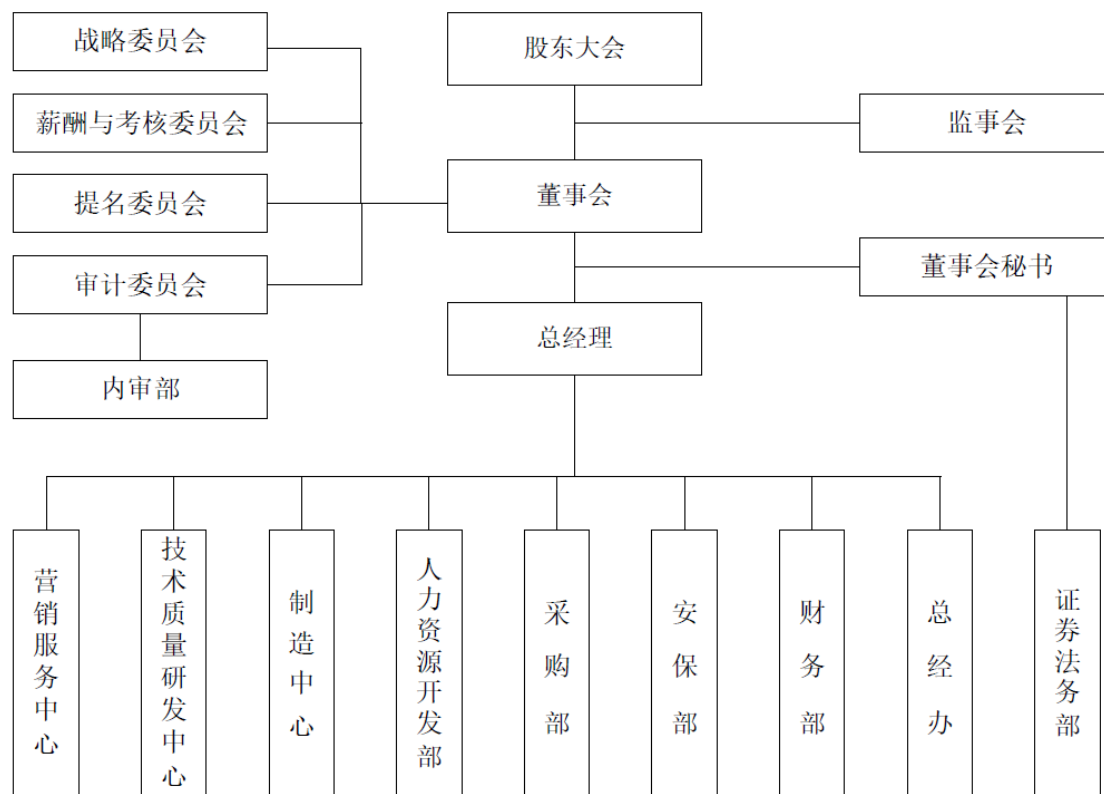 战略委员会
股东大会
薪酬与考核委员会
监事会
提名委员会
董事会
审计委员会
董事会秘书
总经理
内审部
营销服务中心
技术质量研发中心
制造中心
人力资源开发部
采购部
安保部
财务部
总经办
证券法务部